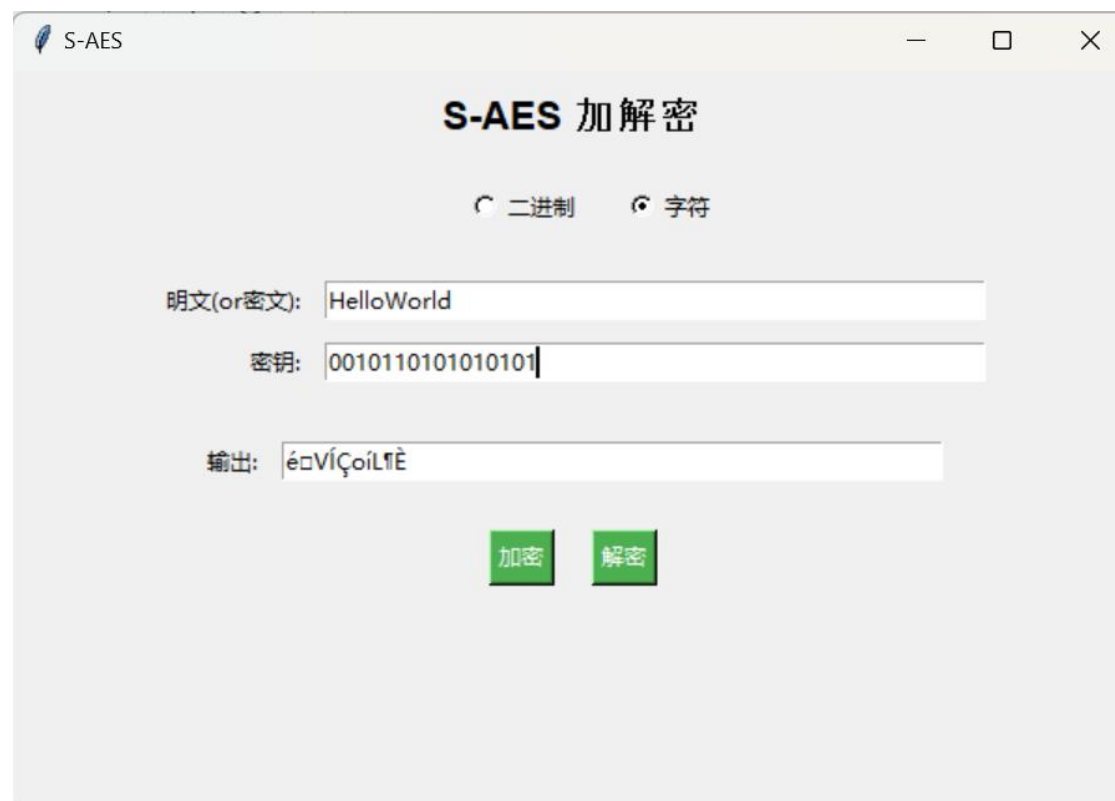 S-AES
S-AES 加解密
二进制 字符
明文(or密文): HelloWorld
密钥: 0010110101010101
输出: é¤VÍÇoíL¶È
加密 解密